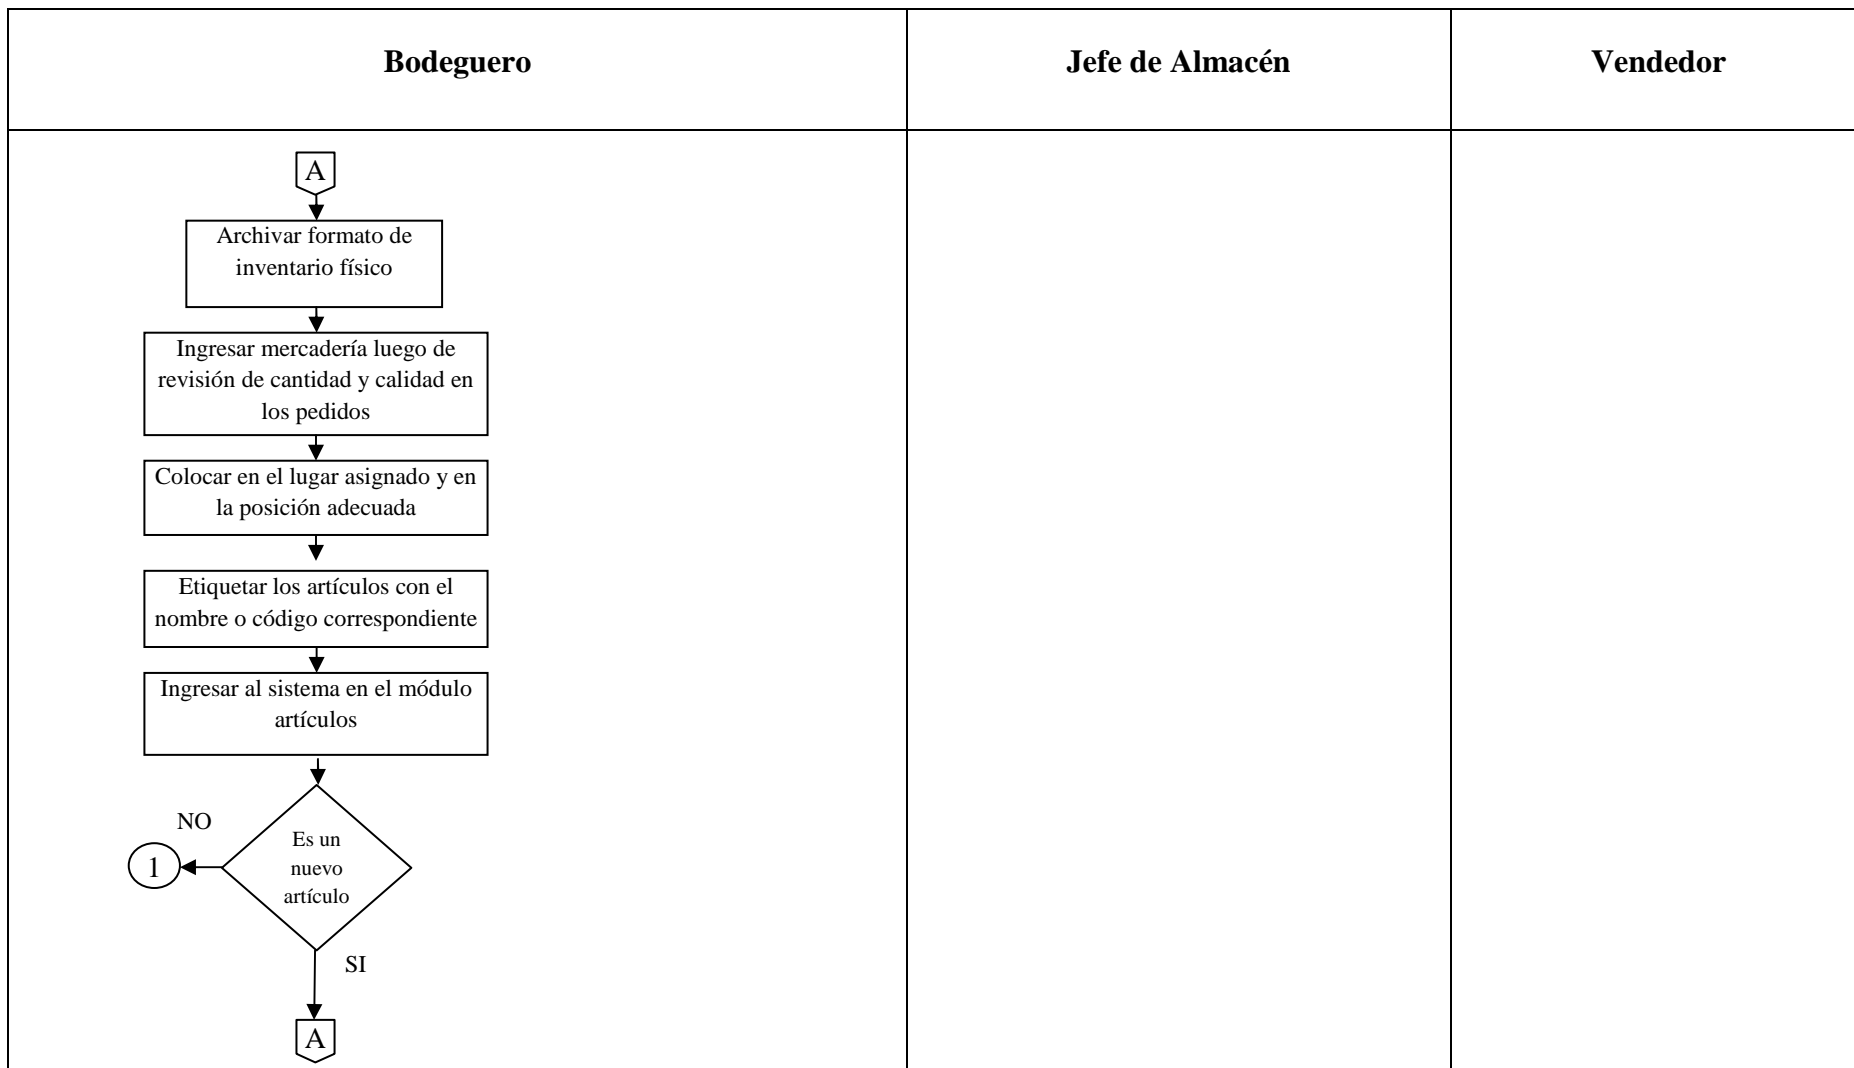 Bodeguero
Jefe de Almacén
Vendedor
A
Archivar formato de
inventario físico
Ingresar mercadería luego de
revisión de cantidad y calidad en
los pedidos
Colocar en el lugar asignado y en
la posición adecuada
Etiquetar los artículos con el
nombre o código correspondiente
Ingresar al sistema en el módulo
artículos
NO
1
Es un
nuevo
artículo
SI
A